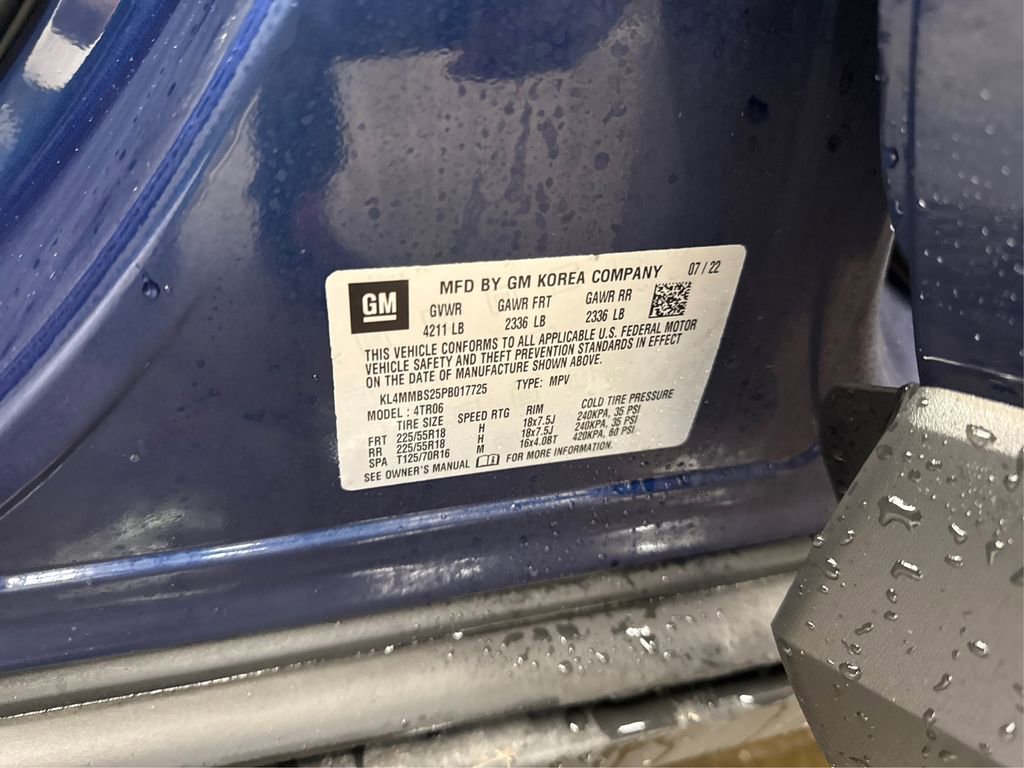 GM
MFD BY GM KOREA COMPANY 07 / 22
GVWR GAWR FRT GAWR RR
4211 LB 2336 LB 2336 LB
THIS VEHICLE CONFORMS TO ALL APPLICABLE U.S. FEDERAL MOTOR
VEHICLE SAFETY AND THEFT PREVENTION STANDARDS IN EFFECT
ON THE DATE OF MANUFACTURE SHOWN ABOVE.
KL4MMBS25PB017725 TYPE: MPV
MODEL : 4TR06
TIRE SIZE SPEED RTG RIM COLD TIRE PRESSURE
FRT 225/55R18 H 18x7.5J 240KPA, 35 PSI
RR 225/55R18 H 18x7.5J 240KPA, 35 PSI
SPA T125/70R16 M 16x4.0BT 420KPA, 60 PSI
SEE OWNER'S MANUAL FOR MORE INFORMATION.